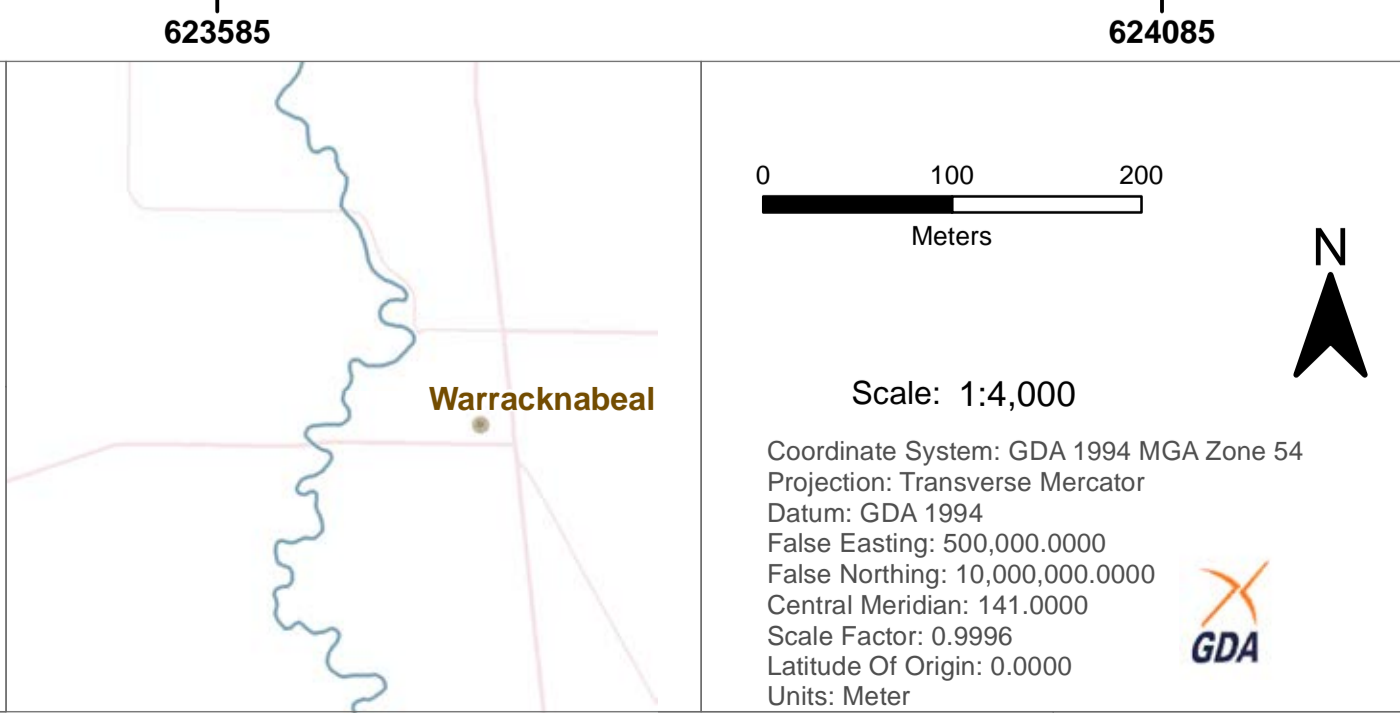 623585 624085
Warracknabeal
0 100 200
Meters
N
Scale: 1:4,000
Coordinate System: GDA 1994 MGA Zone 54
Projection: Transverse Mercator
Datum: GDA 1994
False Easting: 500,000.0000
False Northing: 10,000,000.0000
Central Meridian: 141.0000
Scale Factor: 0.9996
Latitude Of Origin: 0.0000
Units: Meter
GDA